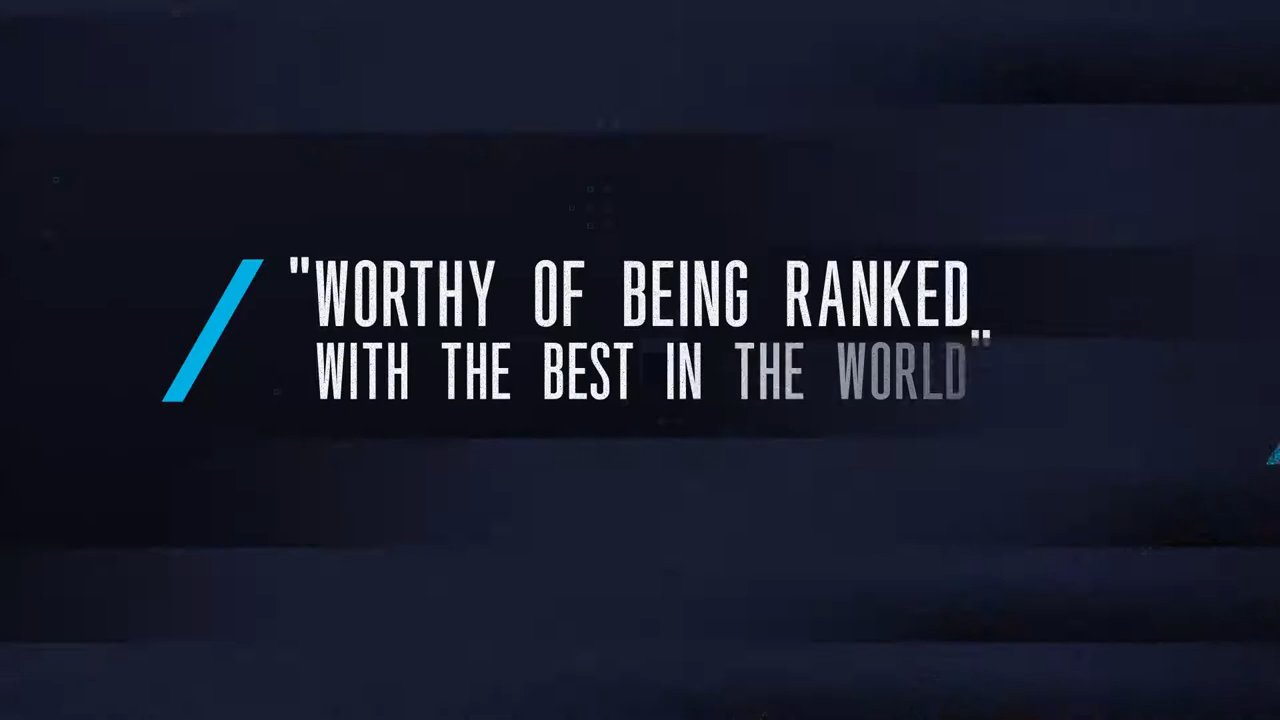 "WORTHY OF BEING RANKED
WITH THE BEST IN THE WORLD"